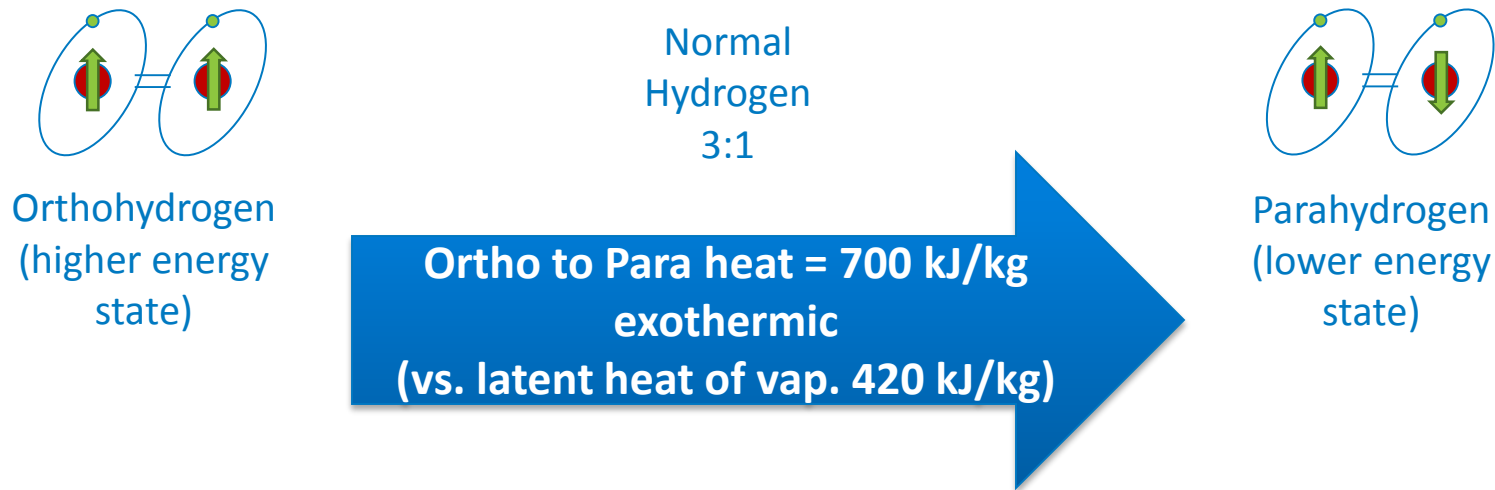 Normal
Hydrogen
3:1
Orthohydrogen
(higher energy
state)
Ortho to Para heat = 700 kJ/kg
exothermic
(vs. latent heat of vap. 420 kJ/kg)
Parahydrogen
(lower energy
state)